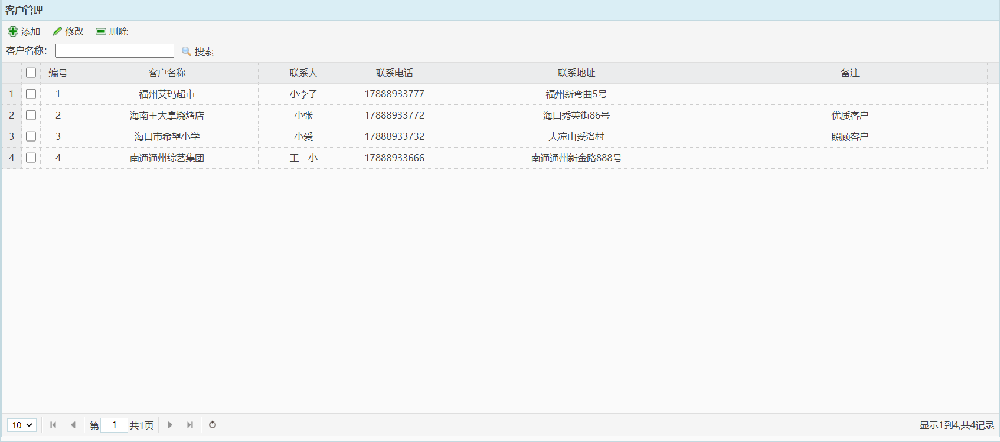 客户管理
添加 修改 删除
客户名称： 搜索
编号 客户名称 联系人 联系电话 联系地址 备注
1 1 福州艾玛超市 小李子 17888933777 福州新弯曲5号
2 2 海南王大拿烧烤店 小张 17888933772 海口秀英街86号 优质客户
3 3 海口市希望小学 小爱 17888933732 大凉山妥洛村 照顾客户
4 4 南通通州综艺集团 王二小 17888933666 南通通州新金路888号
10 第 1 共1页 显示1到4,共4记录